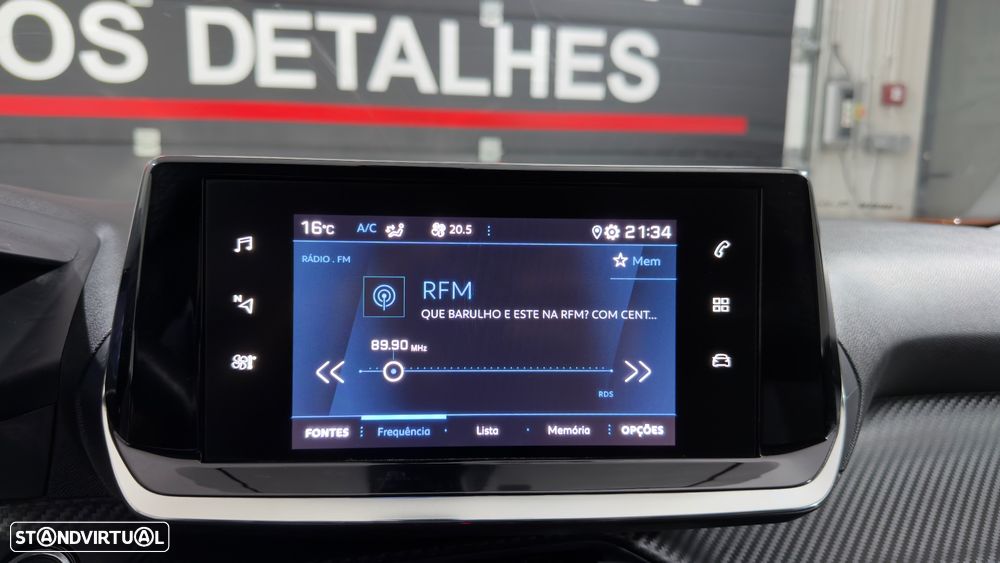 OS DETALHES
16°C A/C 20.5 21:34
RÁDIO . FM
Mem
RFM
QUE BARULHO E ESTE NA RFM? COM CENT...
89.90 MHz
RDS
FONTES Frequência Lista Memória OPÇÕES
N
STANDVIRTUAL